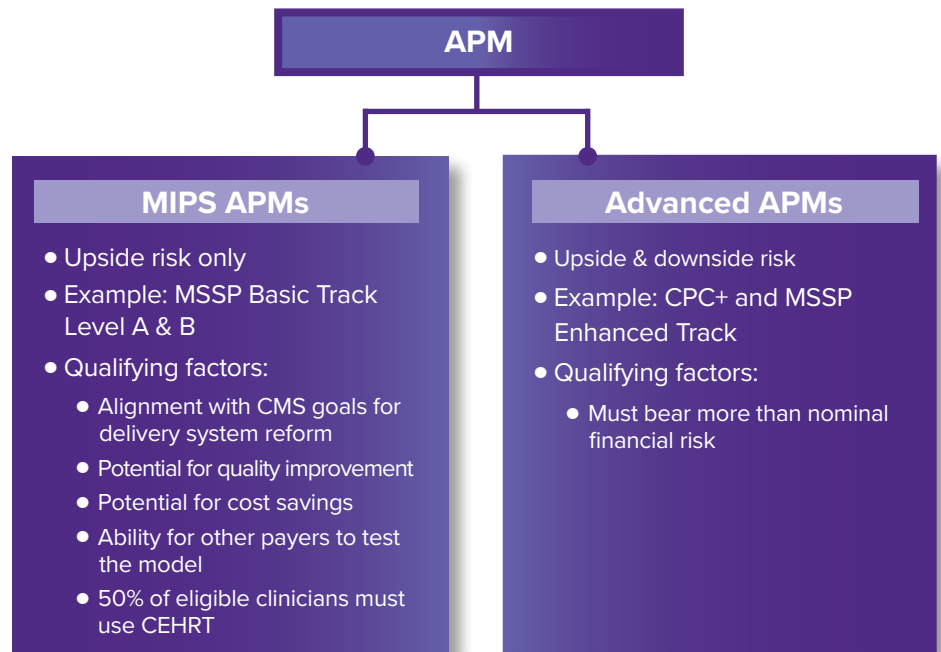 APM
MIPS APMs
• Upside risk only
• Example: MSSP Basic Track
Level A & B
• Qualifying factors:
• Alignment with CMS goals for
delivery system reform
• Potential for quality improvement
• Potential for cost savings
• Ability for other payers to test
the model
• 50% of eligible clinicians must
use CEHRT
Advanced APMs
• Upside & downside risk
• Example: CPC+ and MSSP
Enhanced Track
• Qualifying factors:
• Must bear more than nominal
financial risk